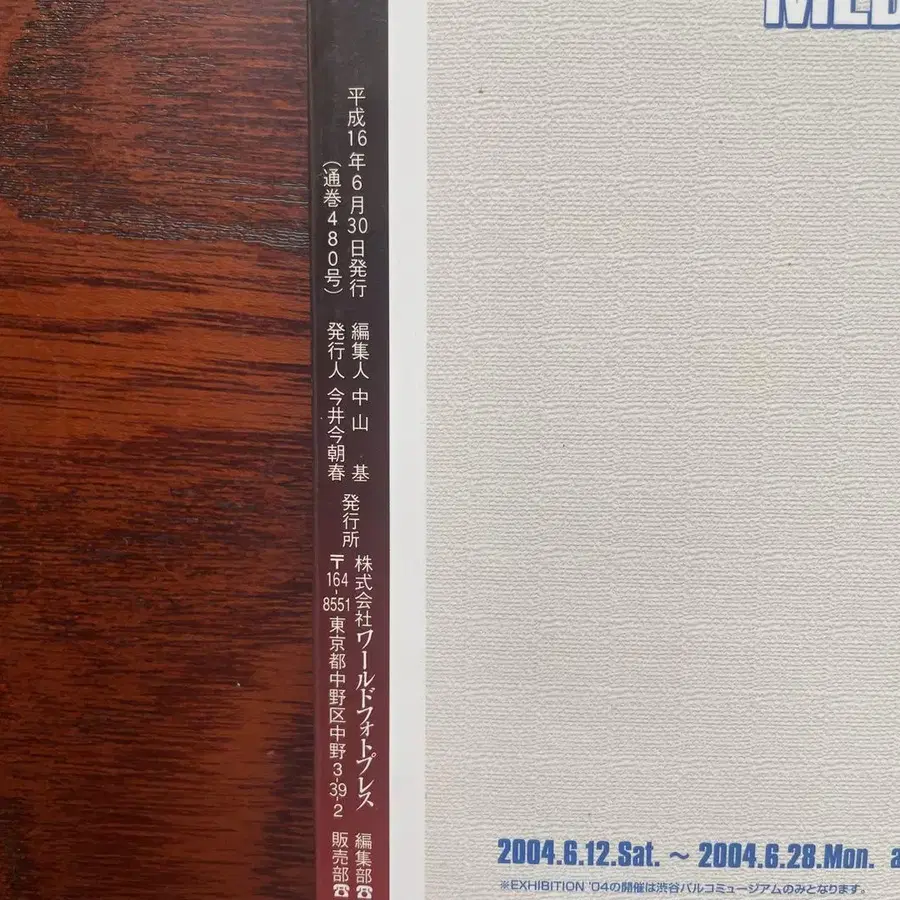 平成16年6月30日発行
(通巻480号)
編集人 中山 基
発行人 今井今朝春
発行所
株式会社ワールドフォトプレス
〒164-8551 東京都中野区中野3-39-2
編集部☎
販売部☎
2004.6.12.Sat. ～ 2004.6.28.Mon.
※EXHIBITION '04の開催は渋谷パルコミュージアムのみとなります。